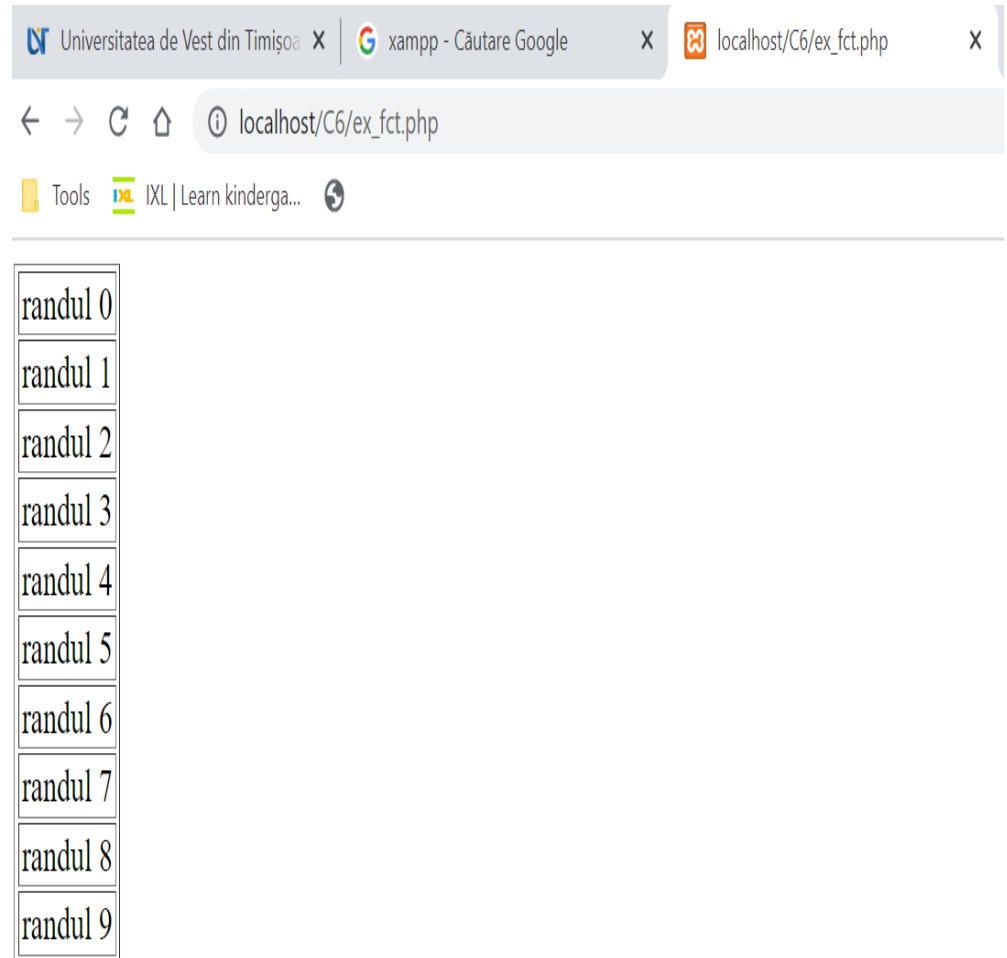 Universitatea de Vest din Timișoa xampp - Căutare Google localhost/C6/ex_fct.php
localhost/C6/ex_fct.php
Tools IXL IXL | Learn kinderga...
randul 0
randul 1
randul 2
randul 3
randul 4
randul 5
randul 6
randul 7
randul 8
randul 9